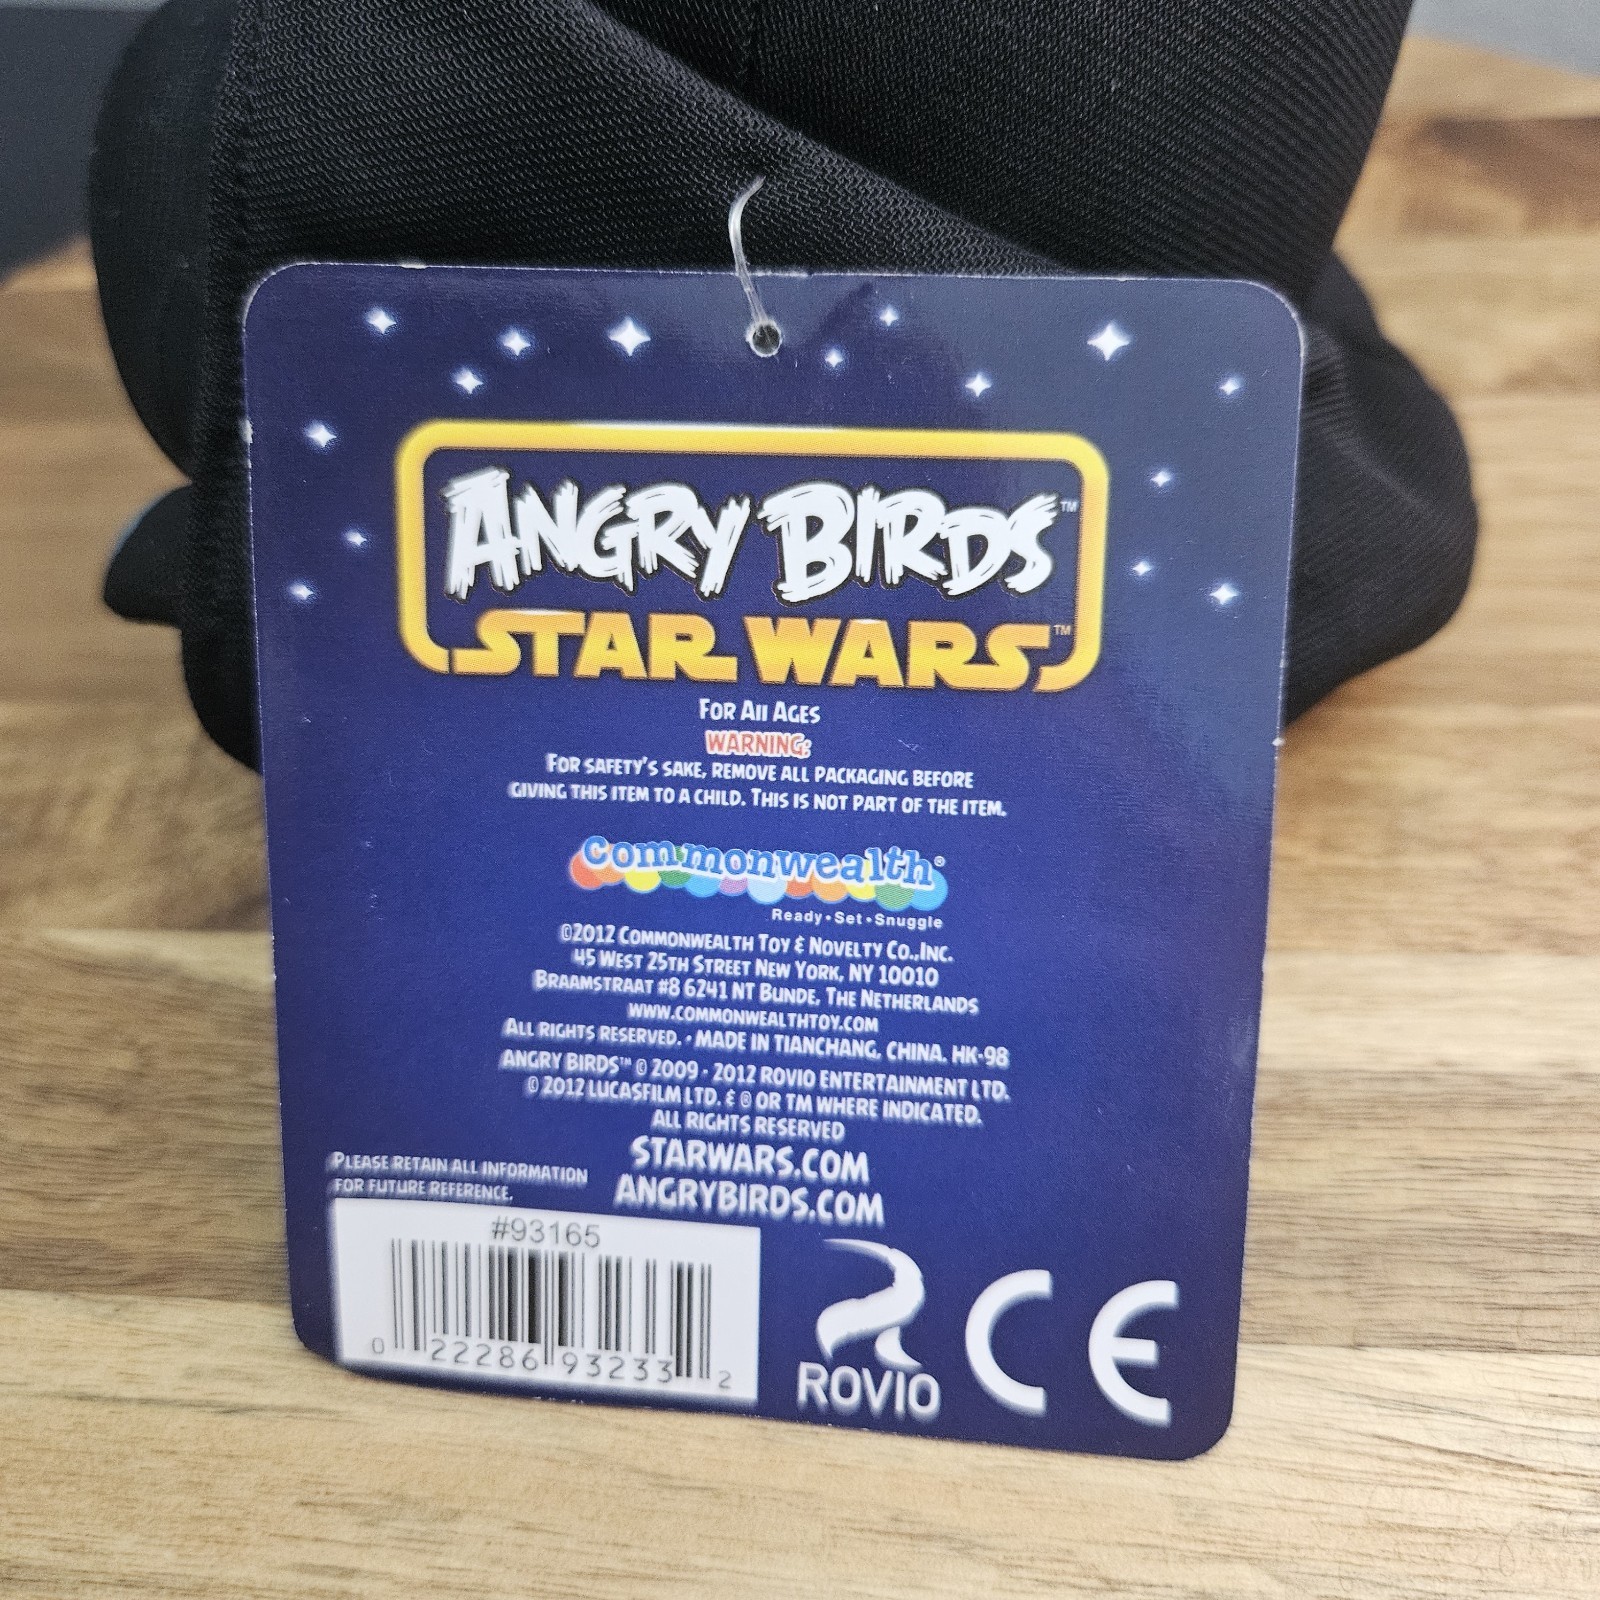 ANGRY BIRDS™
STAR WARS™
FOR All AGES
WARNING:
FOR SAFETY'S SAKE, REMOVE ALL PACKAGING BEFORE
GIVING THIS ITEM TO A CHILD. THIS IS NOT PART OF THE ITEM.
commonwealth®
Ready • Set • Snuggle
©2012 COMMONWEALTH TOY & NOVELTY CO.,INC.
45 WEST 25TH STREET NEW YORK, NY 10010
BRAAMSTRAAT #8 6241 NT BUNDE, THE NETHERLANDS
WWW.COMMONWEALTHTOY.COM
ALL RIGHTS RESERVED. • MADE IN TIANCHANG, CHINA. HK-98
ANGRY BIRDS™ © 2009 - 2012 ROVIO ENTERTAINMENT LTD.
© 2012 LUCASFILM LTD. & ® OR TM WHERE INDICATED.
ALL RIGHTS RESERVED
STARWARS.COM
ANGRYBIRDS.COM
PLEASE RETAIN ALL INFORMATION
FOR FUTURE REFERENCE.
#93165
0 22286 93233 2
ROVIO
CE